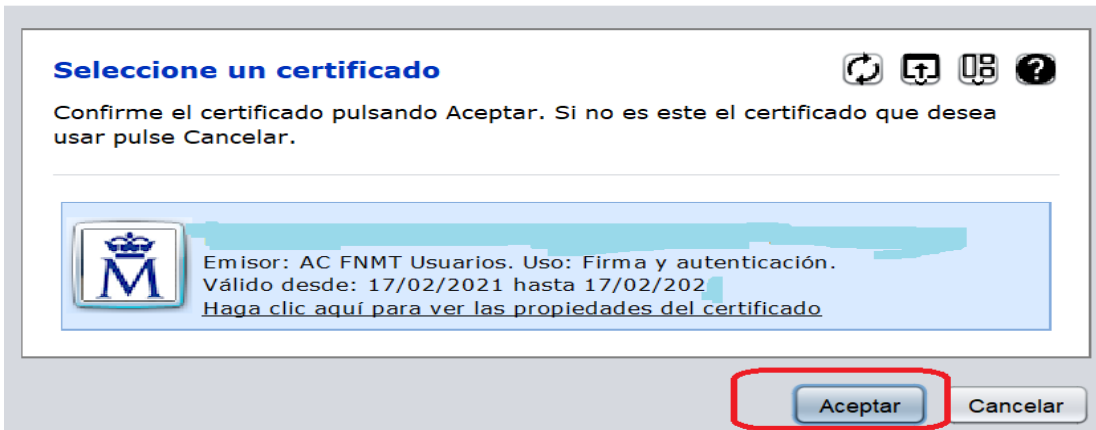 Seleccione un certificado
Confirme el certificado pulsando Aceptar. Si no es este el certificado que desea
usar pulse Cancelar.
Emisor: AC FNMT Usuarios. Uso: Firma y autenticación.
Válido desde: 17/02/2021 hasta 17/02/202
Haga clic aquí para ver las propiedades del certificado
Aceptar
Cancelar